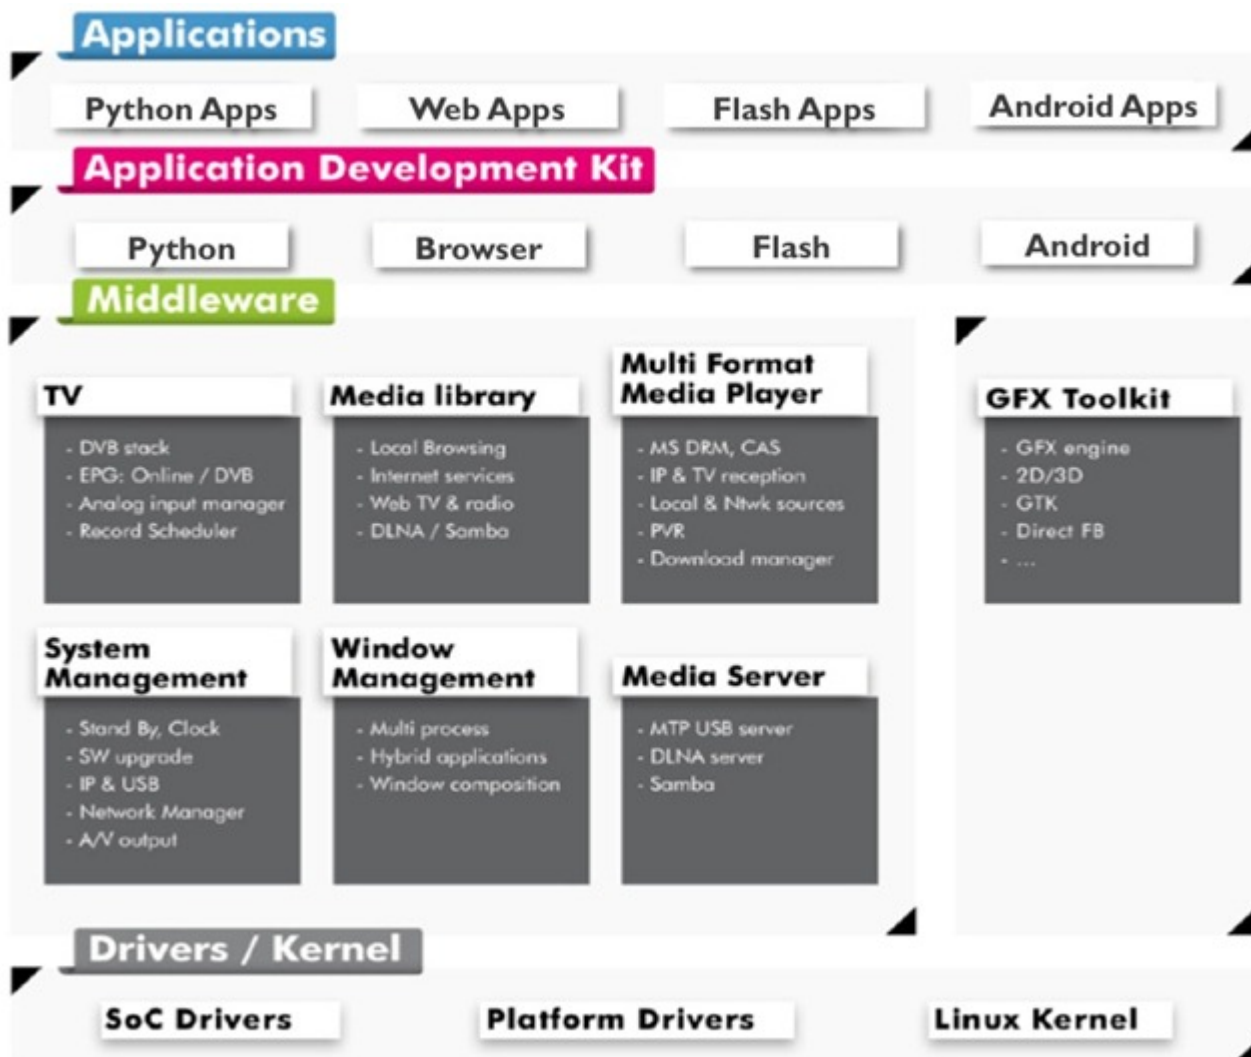 Applications
Python Apps
Web Apps
Flash Apps
Android Apps
Application Development Kit
Python
Browser
Flash
Android
Middleware
TV
- DVB stack
- EPG: Online / DVB
- Analog input manager
- Record Scheduler
Media library
- Local Browsing
- Internet services
- Web TV & radio
- DLNA / Samba
Multi Format
Media Player
- MS DRM, CAS
- IP & TV reception
- Local & Ntwk sources
- PVR
- Download manager
GFX Toolkit
- GFX engine
- 2D/3D
- GTK
- Direct FB
- ...
System
Management
- Stand By, Clock
- SW upgrade
- IP & USB
- Network Manager
- A/V output
Window
Management
- Multi process
- Hybrid applications
- Window composition
Media Server
- MTP USB server
- DLNA server
- Samba
Drivers / Kernel
SoC Drivers
Platform Drivers
Linux Kernel